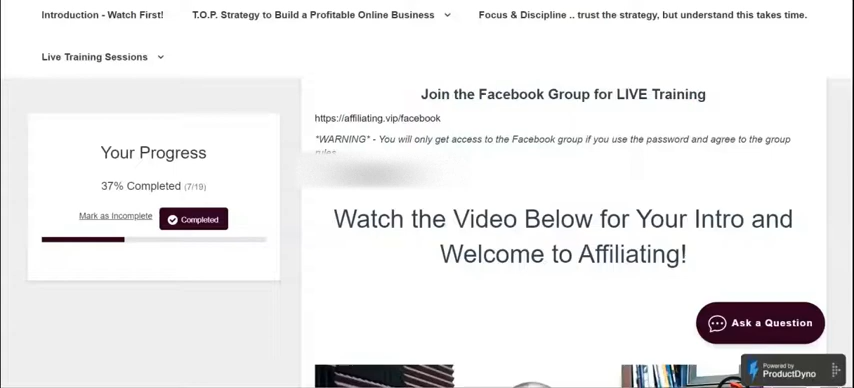 Introduction - Watch First! T.O.P. Strategy to Build a Profitable Online Business Focus & Discipline .. trust the strategy, but understand this takes time.
Live Training Sessions
Join the Facebook Group for LIVE Training
https://affiliating.vip/facebook
*WARNING* - You will only get access to the Facebook group if you use the password and agree to the group
rules
Your Progress
37% Completed (7/19)
Mark as Incomplete Completed
Watch the Video Below for Your Intro and
Welcome to Affiliating!
Ask a Question
Powered by
ProductDyno